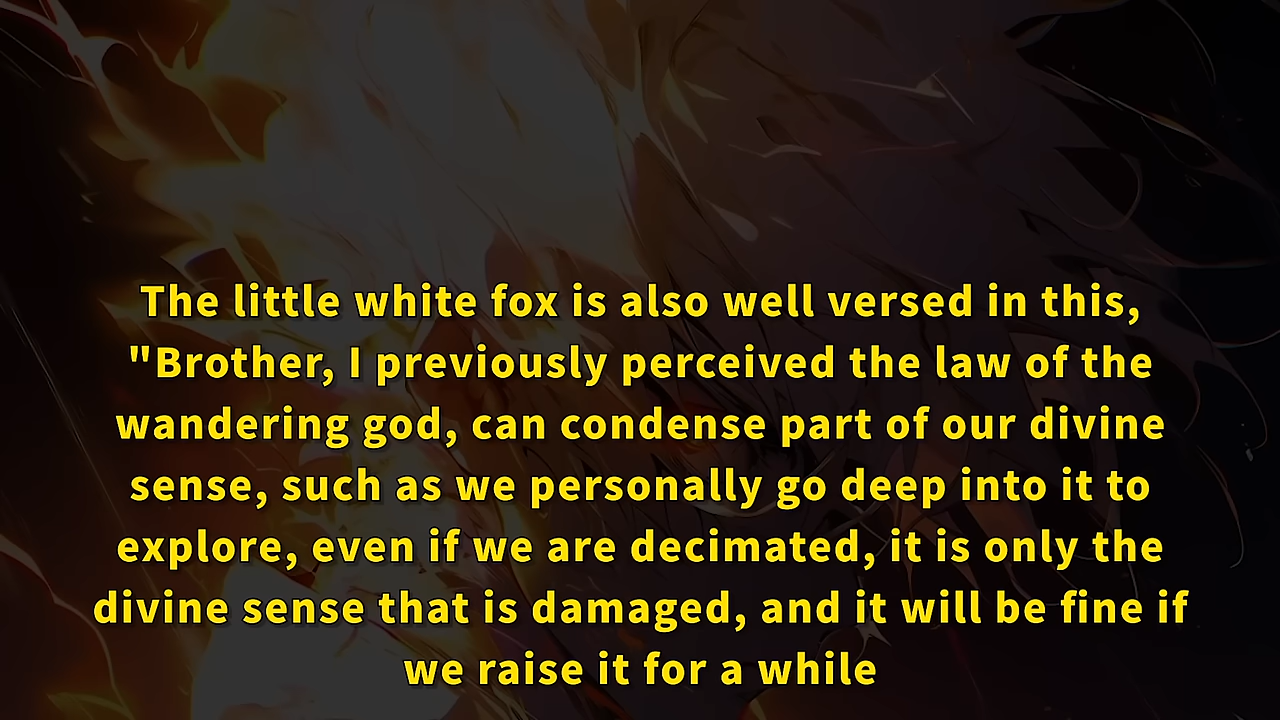 The little white fox is also well versed in this,
"Brother, I previously perceived the law of the
wandering god, can condense part of our divine
sense, such as we personally go deep into it to
explore, even if we are decimated, it is only the
divine sense that is damaged, and it will be fine if
we raise it for a while